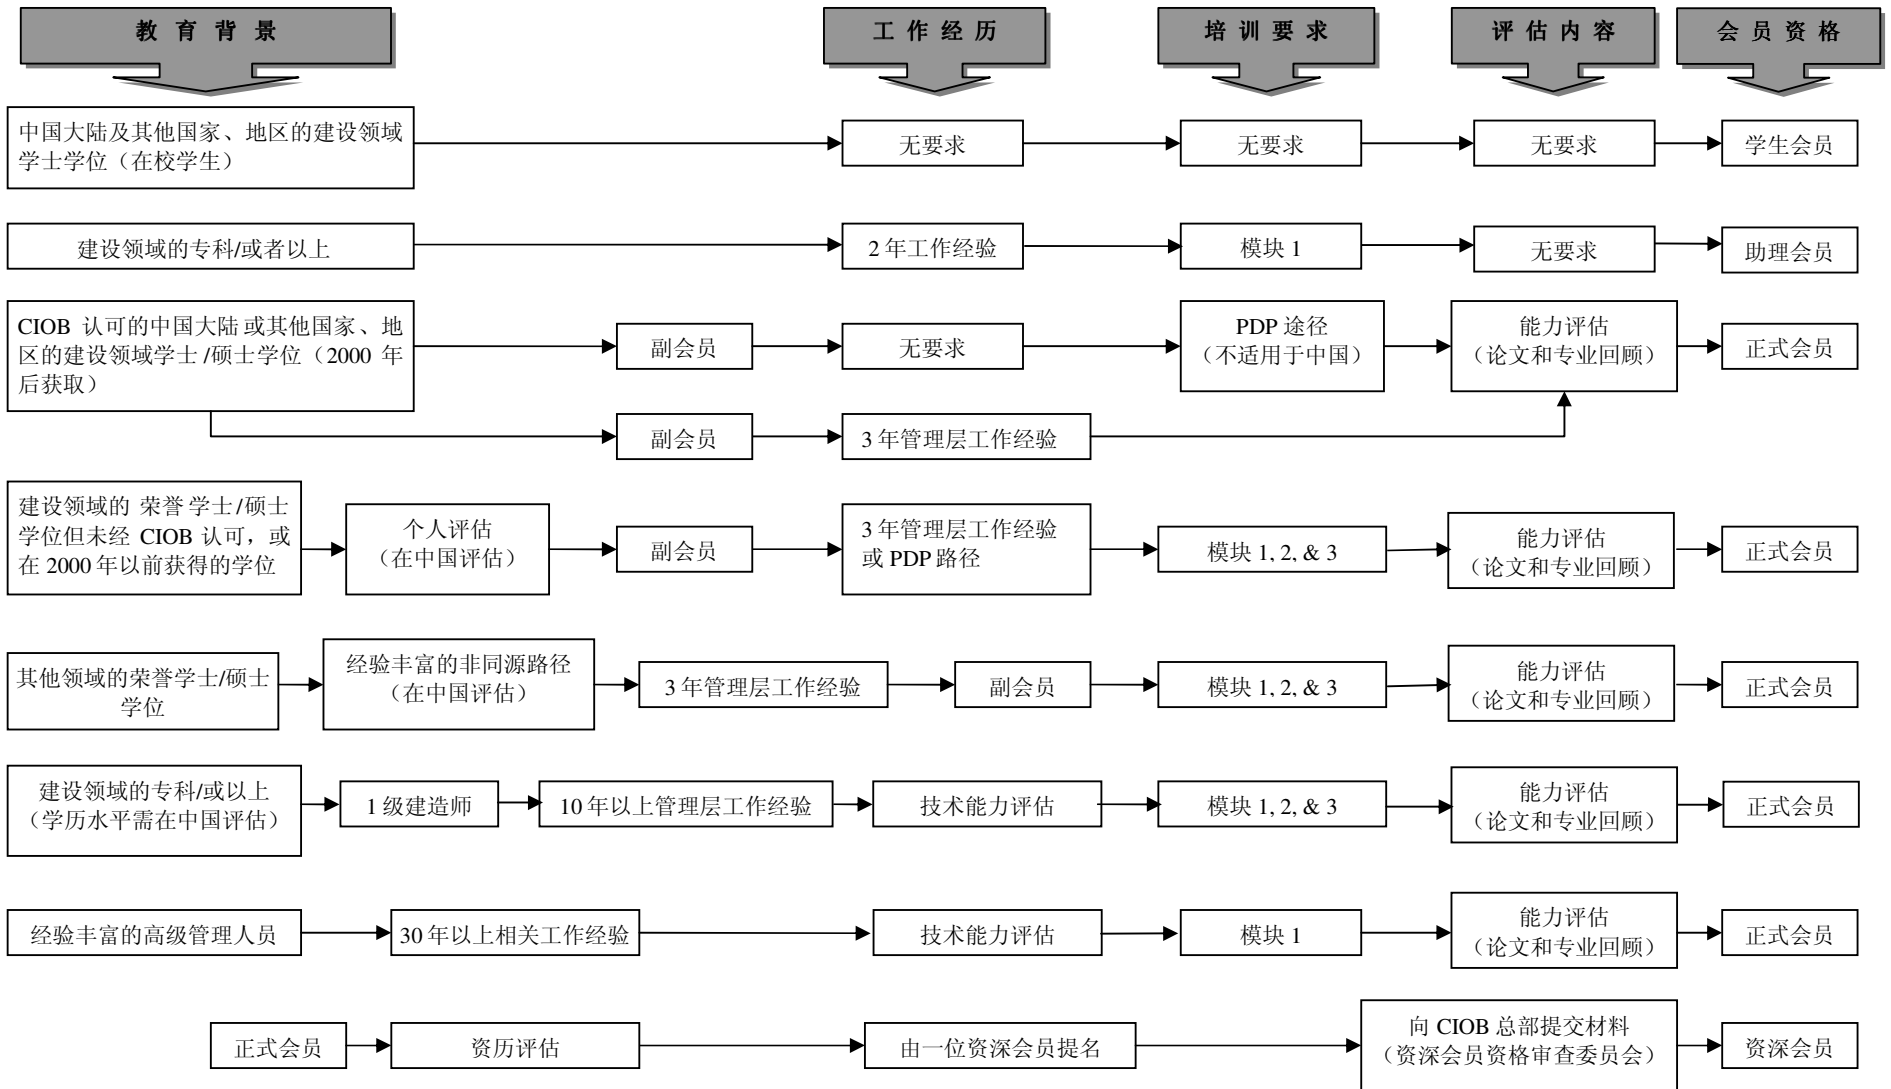 教 育 背 景
工 作 经 历
培 训 要 求
评 估 内 容
会 员 资 格
中国大陆及其他国家、地区的建设领域
学士学位（在校学生）
无要求
无要求
无要求
学生会员
建设领域的专科/或者以上
2 年工作经验
模块 1
无要求
助理会员
CIOB 认可的中国大陆 或其他国家、地
区的建设领域学士 /硕士学位（2000 年
后获取）
副会员
无要求
PDP 途径
（不适用于中国）
能力评估
（论文和专业回顾）
正式会员
副会员
3 年管理层工作经验
建设领域的 荣誉 学士 /硕士
学位但未经 CIOB 认可，或
在 2000 年以前获得的学位
个人评估
（在中国评估）
副会员
3 年管理层工作经验
或 PDP 路径
模块 1, 2, & 3
能力评估
（论文和专业回顾）
正式会员
其他领域的荣誉学士/硕士
学位
经验丰富的非同源路径
（在中国评估）
3 年管理层工作经验
副会员
模块 1, 2, & 3
能力评估
（论文和专业回顾）
正式会员
建设领域的专科/或以上
（学历水平需在中国评估）
1 级建造师
10 年以上管理层工作经验
技术能力评估
模块 1, 2, & 3
能力评估
（论文和专业回顾）
正式会员
经验丰富的高级管理人员
30 年以上相关工作经验
技术能力评估
模块 1
能力评估
（论文和专业回顾）
正式会员
正式会员
资历评估
由一位资深会员提名
向 CIOB 总部提交材料
（资深会员资格审查委员会）
资深会员